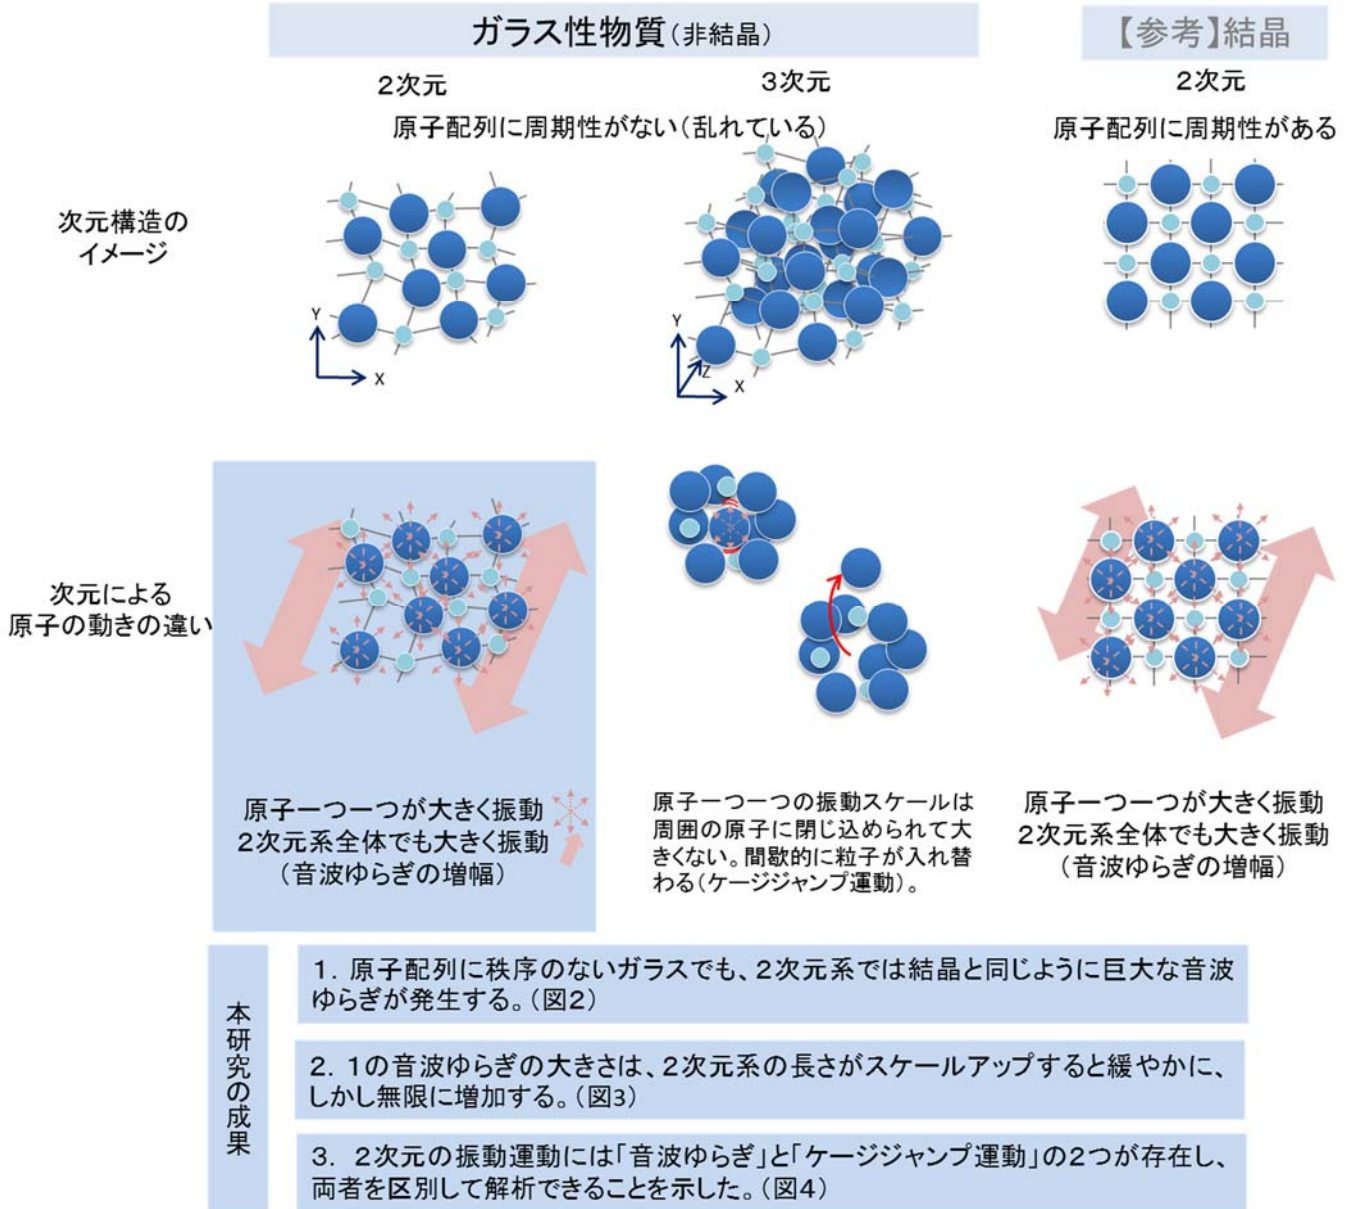 ガラス性物質(非結晶)
【参考】結晶
2次元
3次元
2次元
原子配列に周期性がない(乱れている)
原子配列に周期性がある
次元構造の
イメージ
Y
X
Y
Z
X
次元による
原子の動きの違い
原子一つ一つが大きく振動
2次元系全体でも大きく振動
(音波ゆらぎの増幅)
原子一つ一つの振動スケールは
周囲の原子に閉じ込められて大
きくない。間歇的に粒子が入れ替
わる(ケージジャンプ運動)。
原子一つ一つが大きく振動
2次元系全体でも大きく振動
(音波ゆらぎの増幅)
本研究の成果
1. 原子配列に秩序のないガラスでも、2次元系では結晶と同じように巨大な音波
ゆらぎが発生する。(図2)
2. 1の音波ゆらぎの大きさは、2次元系の長さがスケールアップすると緩やかに、
しかし無限に増加する。(図3)
3. 2次元の振動運動には「音波ゆらぎ」と「ケージジャンプ運動」の2つが存在し、
両者を区別して解析できることを示した。(図4)